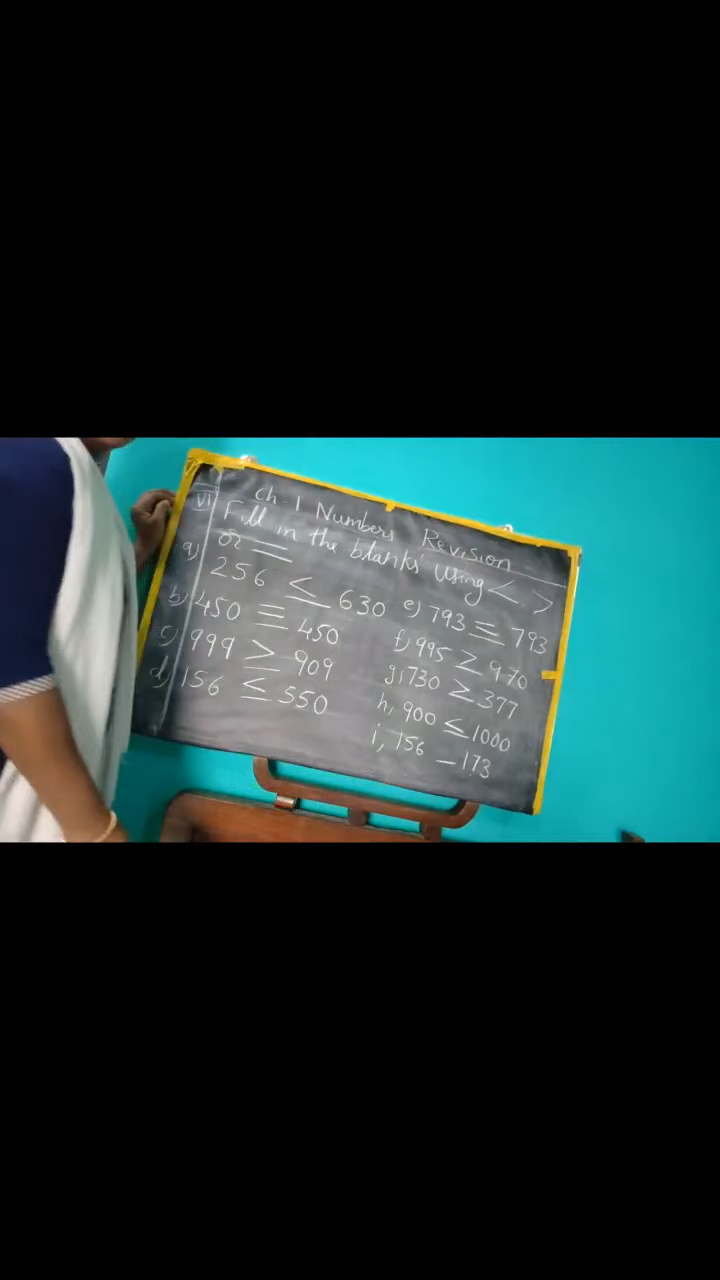 ch-1 Numbers Revision
VI Fill in the blanks using < >
or =
a) 256 < 630
b) 450 = 450
c) 999 > 909
d) 156 < 550
e) 793 = 793
f) 995 > 970
g, 730 > 377
h, 900 < 1000
i, 156 _ 173